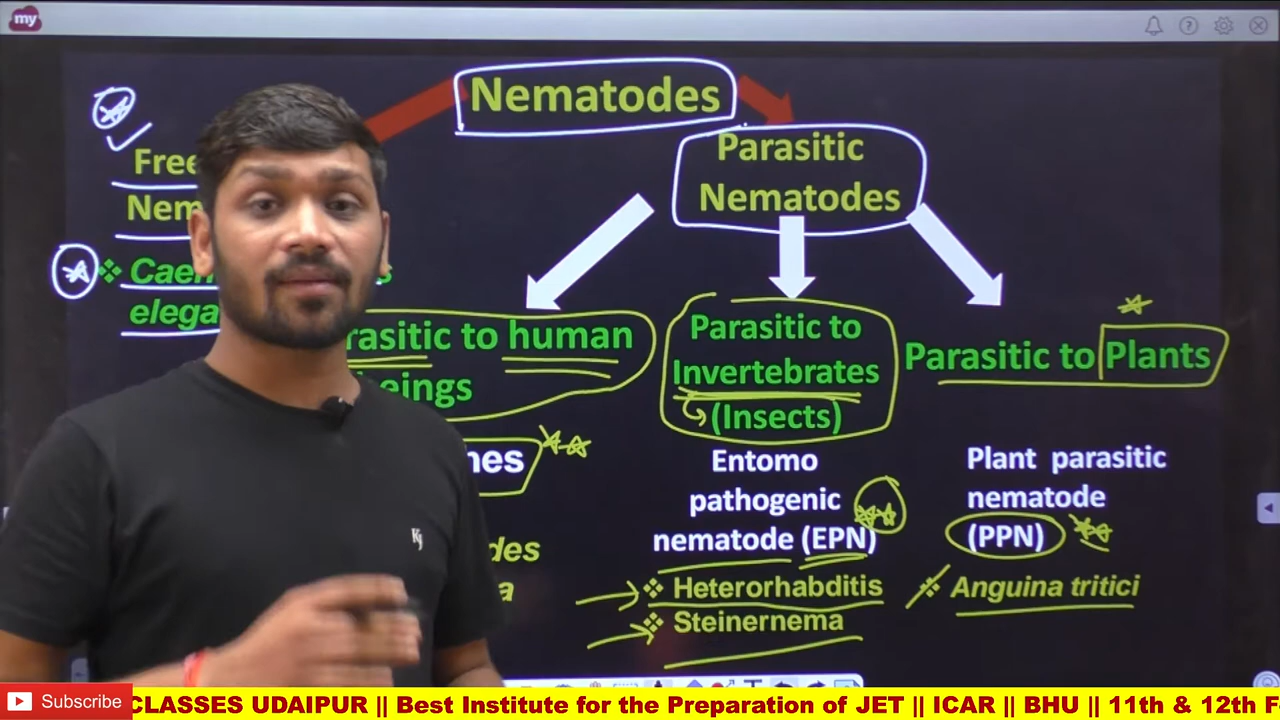 my
Nematodes
Parasitic
Nematodes
Free
Nem
❖ Caen s
elega
rasitic to human
beings
Parasitic to
Invertebrates
(Insects)
Parasitic to Plants
nes
Entomo
pathogenic
nematode (EPN)
❖ Heterorhabditis
❖ Steinernema
Plant parasitic
nematode
(PPN)
❖ Anguina tritici
des
a
Kj
Subscribe
CLASSES UDAIPUR || Best Institute for the Preparation of JET || ICAR || BHU || 11th & 12th F